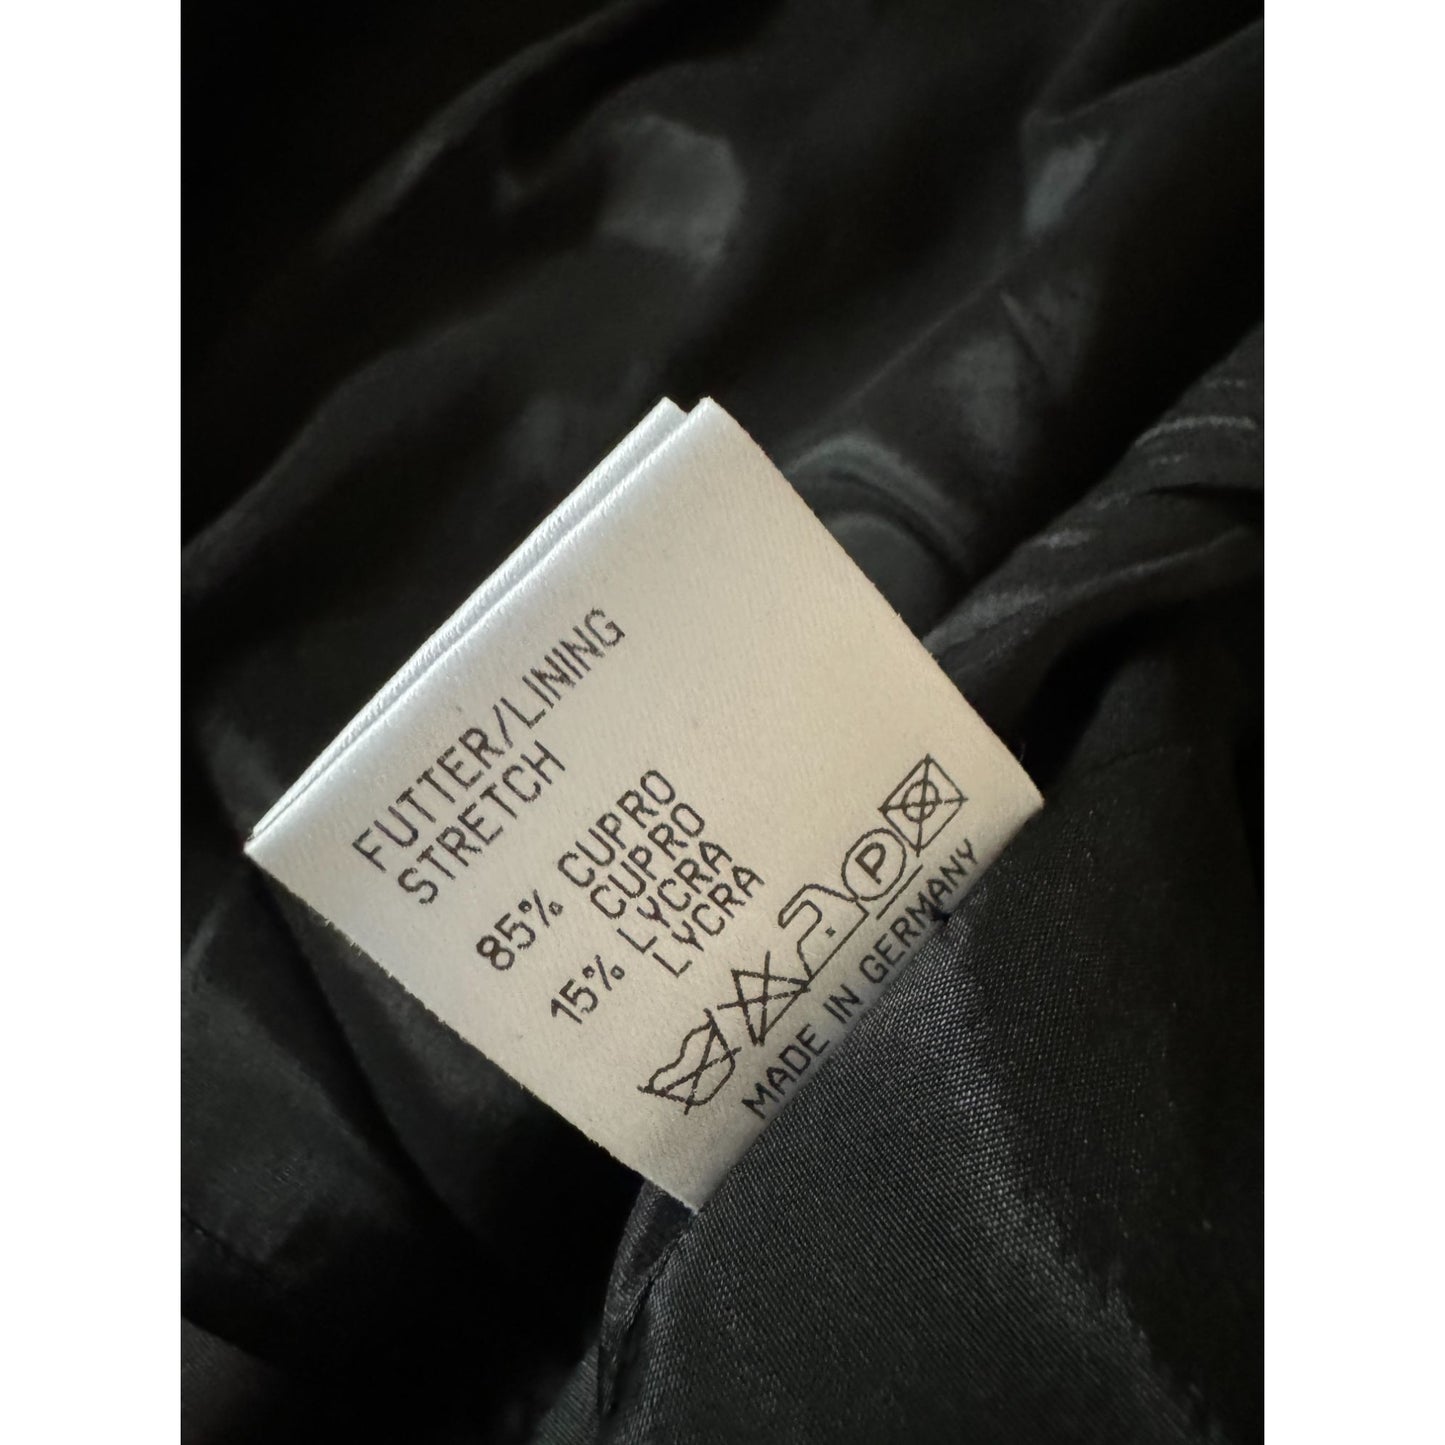 FUTTER/LINING
STRETCH
85% CUPRO
CUPRO
15% LYCRA
LYCRA
P
MADE IN GERMANY